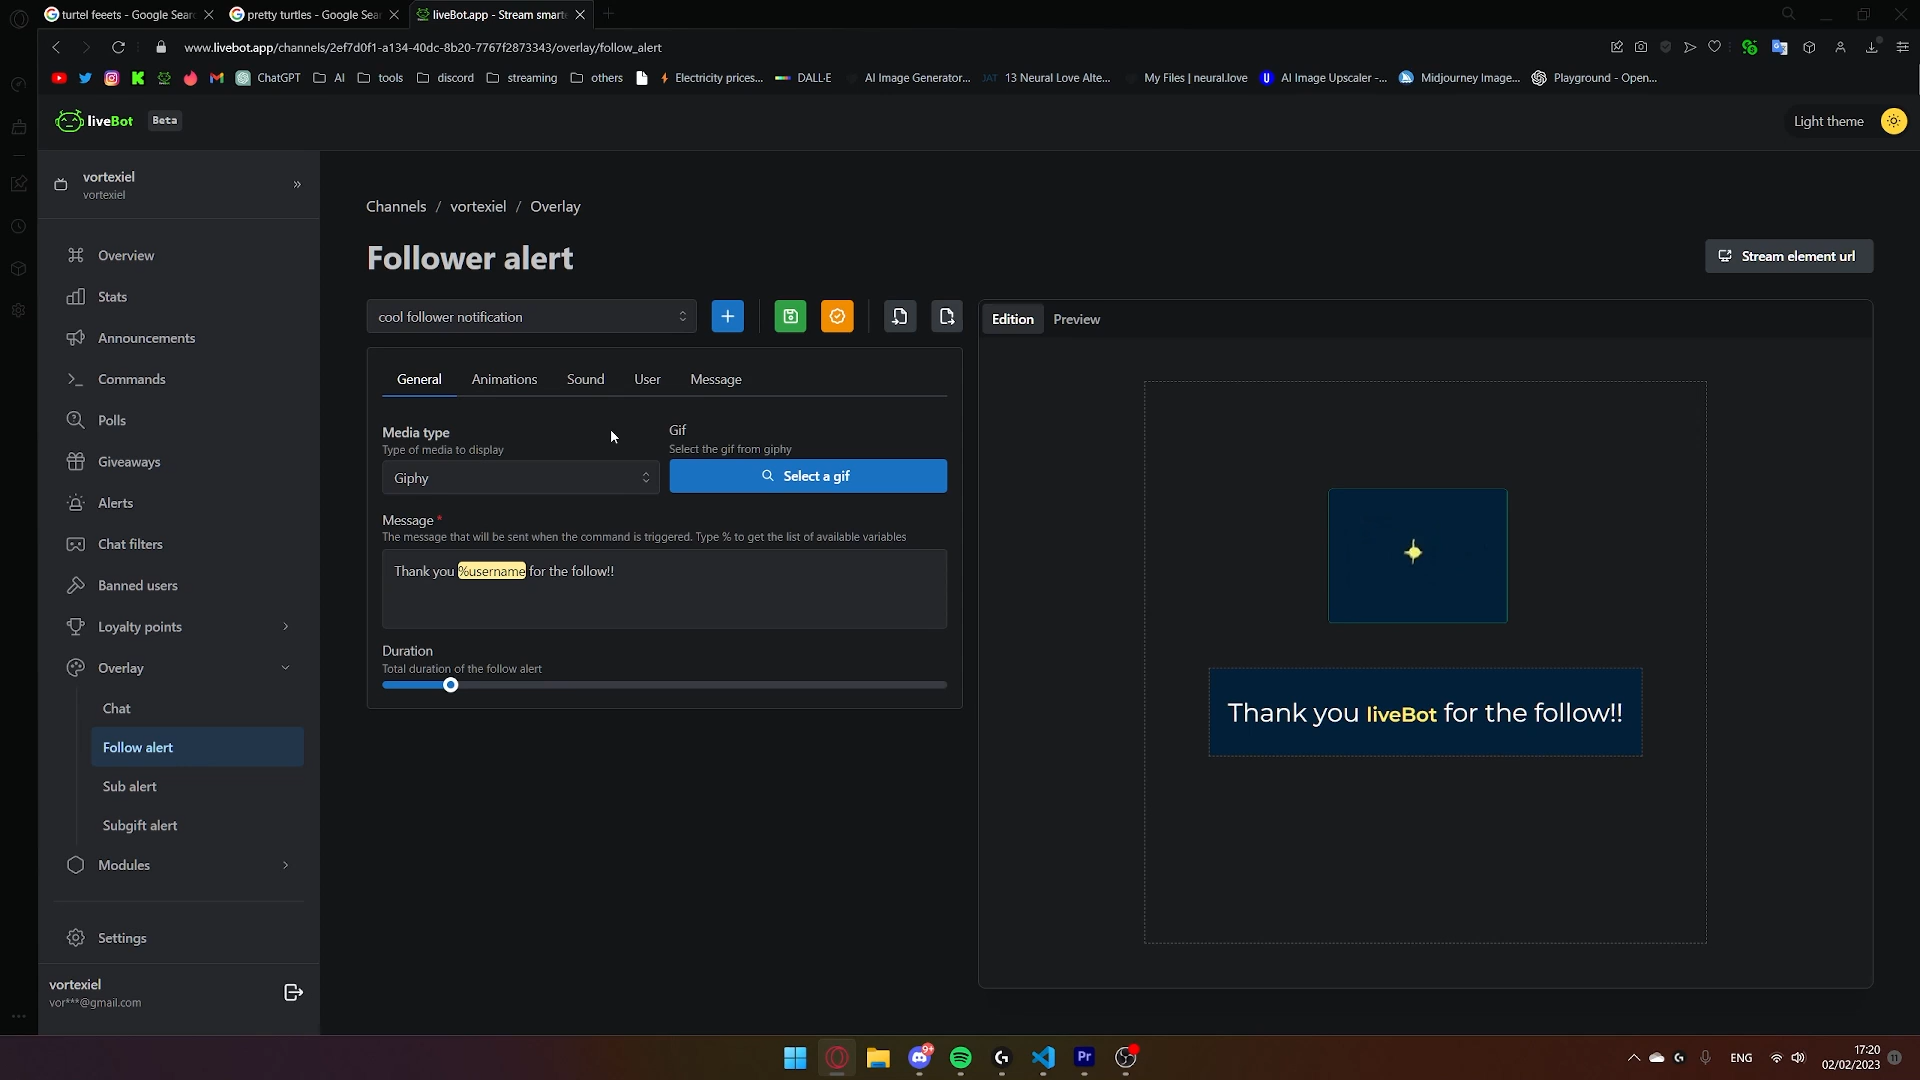 turtel feeets - Google Sear
pretty turtles - Google Sea
liveBot.app - Stream smart
www.livebot.app/channels/2ef7d0f1-a134-40dc-8b20-7767f2873343/overlay/follow_alert
ChatGPT
AI
tools
discord
streaming
others
Electricity prices...
DALL·E
AI Image Generator...
JAT 13 Neural Love Alte...
My Files | neural.love
U AI Image Upscaler -...
Midjourney Image...
Playground - Open...
liveBot Beta
Light theme
vortexiel
vortexiel
Overview
Stats
Announcements
Commands
Polls
Giveaways
Alerts
Chat filters
Banned users
Loyalty points
Overlay
Chat
Follow alert
Sub alert
Subgift alert
Modules
Settings
vortexiel
vor***@gmail.com
Channels / vortexiel / Overlay
Follower alert
Stream element url
cool follower notification
General Animations Sound User Message
Media type
Type of media to display
Giphy
Gif
Select the gif from giphy
Select a gif
Message *
The message that will be sent when the command is triggered. Type % to get the list of available variables
Thank you %username for the follow!!
Duration
Total duration of the follow alert
Edition Preview
Thank you liveBot for the follow!!
9+
Pr
ENG
17:20
02/02/2023
11